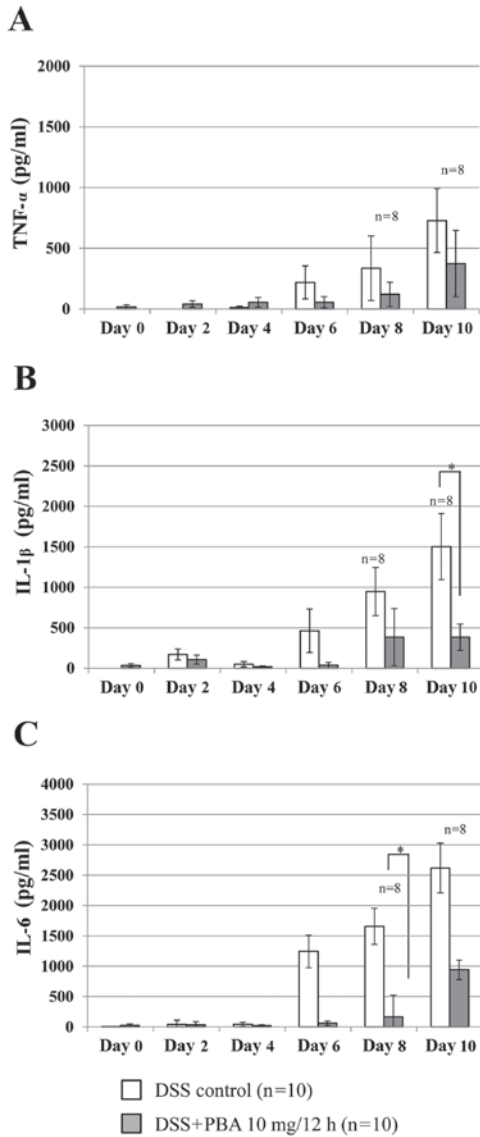 A
TNF-α (pg/ml)
2000
1500
1000
500
0
n=8
n=8
Day 0 Day 2 Day 4 Day 6 Day 8 Day 10
B
IL-1β (pg/ml)
3000
2500
2000
1500
1000
500
0
*
n=8
n=8
Day 0 Day 2 Day 4 Day 6 Day 8 Day 10
C
IL-6 (pg/ml)
4000
3500
3000
2500
2000
1500
1000
500
0
n=8
*
n=8
Day 0 Day 2 Day 4 Day 6 Day 8 Day 10
DSS control (n=10)
DSS+PBA 10 mg/12 h (n=10)